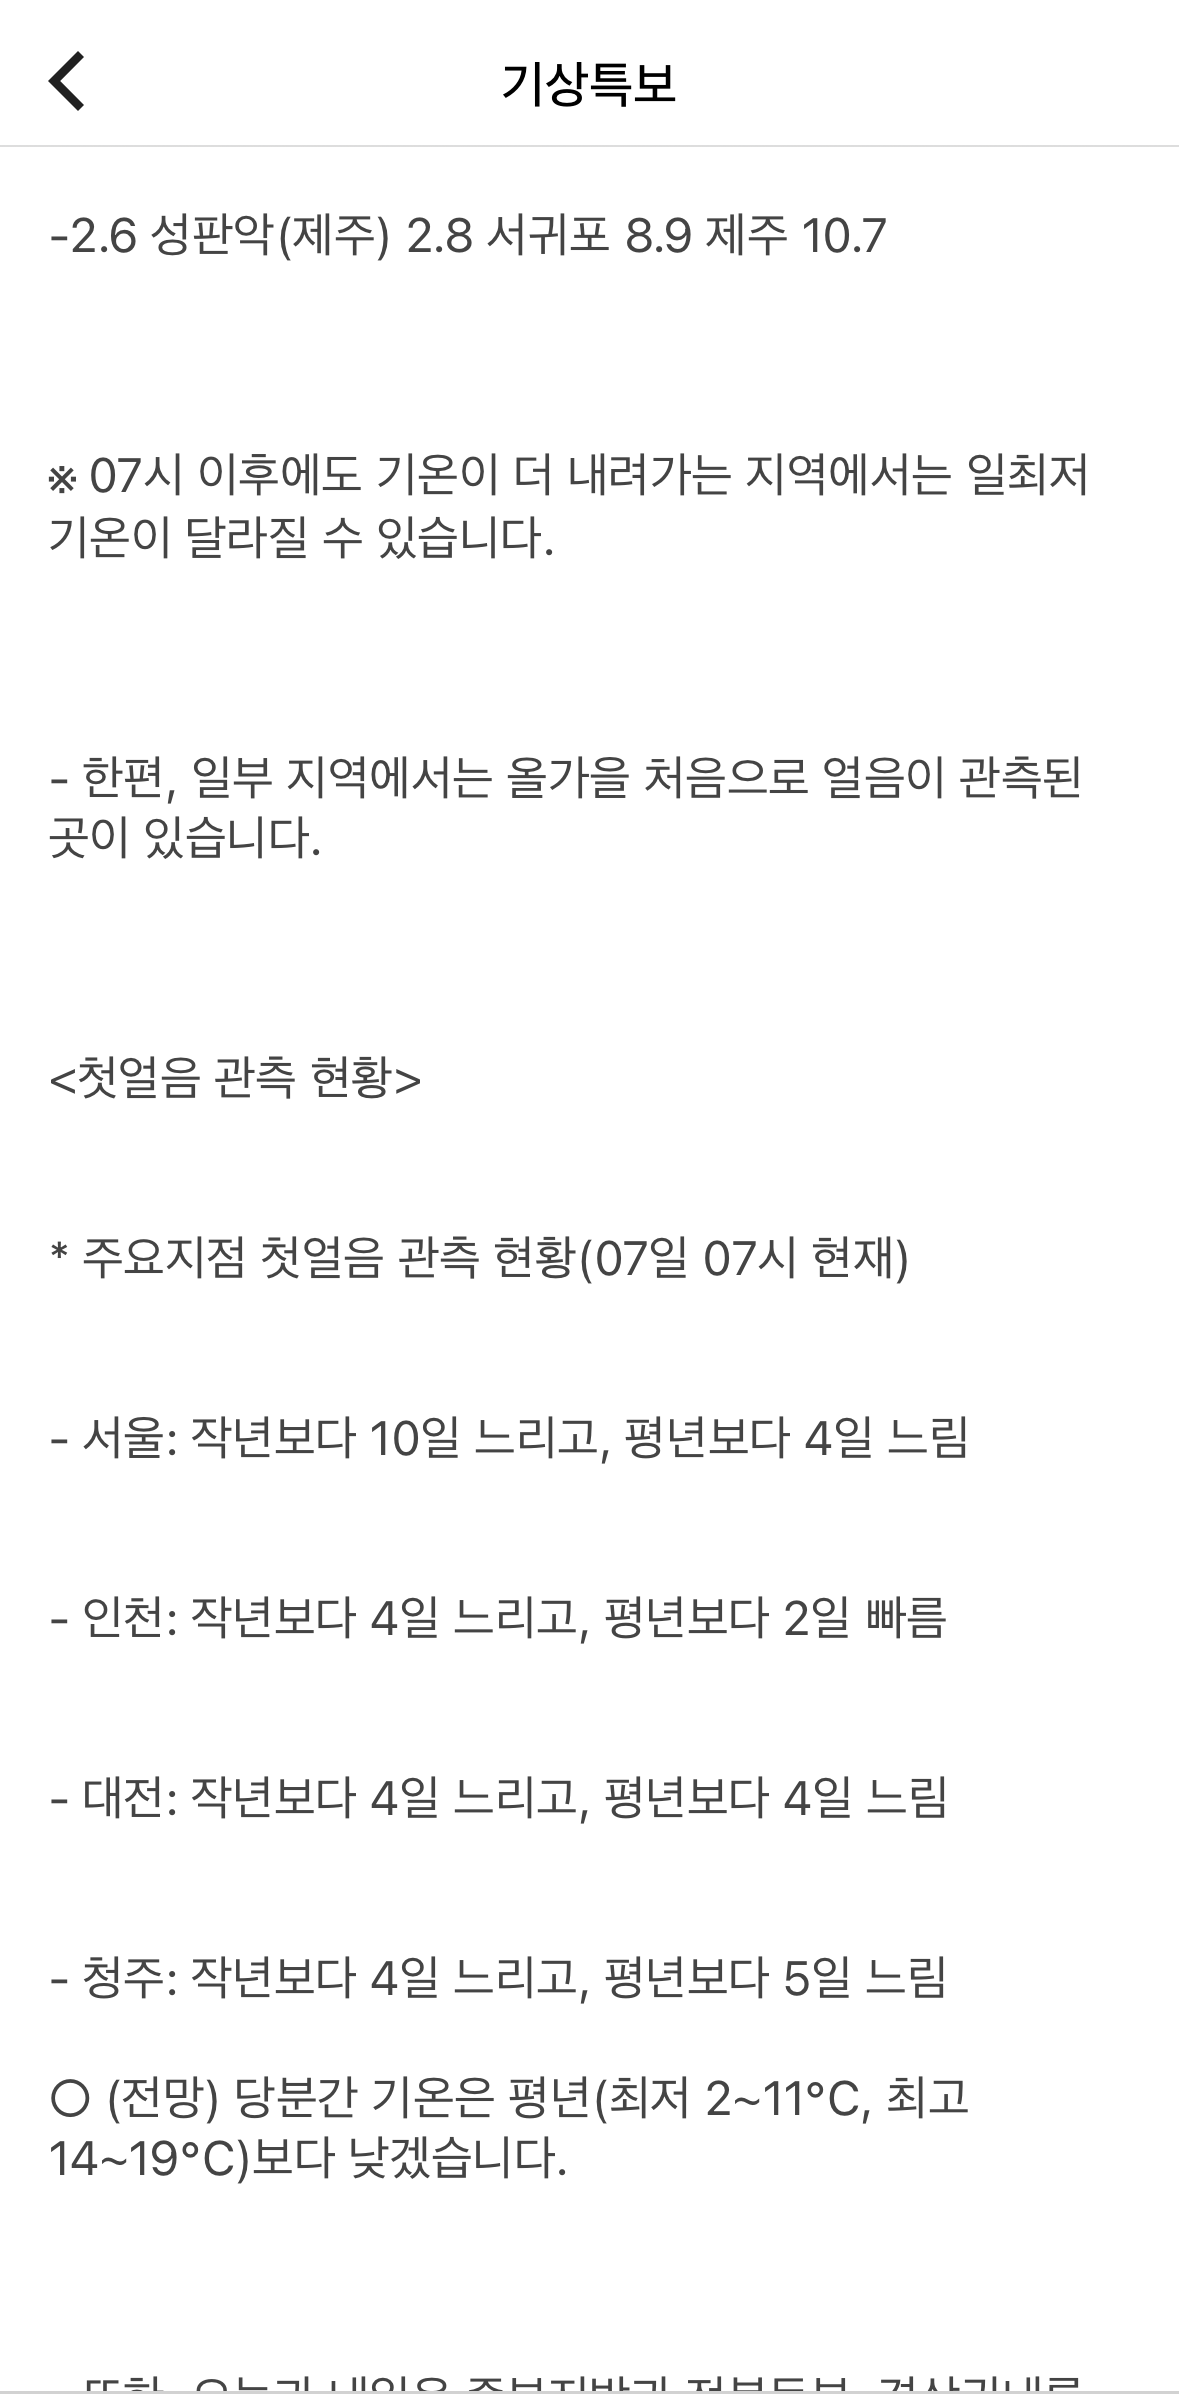 기상특보
-2.6 성판악(제주) 2.8 서귀포 8.9 제주 10.7
※ 07시 이후에도 기온이 더 내려가는 지역에서는 일최저
기온이 달라질 수 있습니다.
- 한편, 일부 지역에서는 올가을 처음으로 얼음이 관측된
곳이 있습니다.
<첫얼음 관측 현황>
* 주요지점 첫얼음 관측 현황(07일 07시 현재)
- 서울: 작년보다 10일 느리고, 평년보다 4일 느림
- 인천: 작년보다 4일 느리고, 평년보다 2일 빠름
- 대전: 작년보다 4일 느리고, 평년보다 4일 느림
- 청주: 작년보다 4일 느리고, 평년보다 5일 느림
○ (전망) 당분간 기온은 평년(최저 2~11°C, 최고
14~19°C)보다 낮겠습니다.